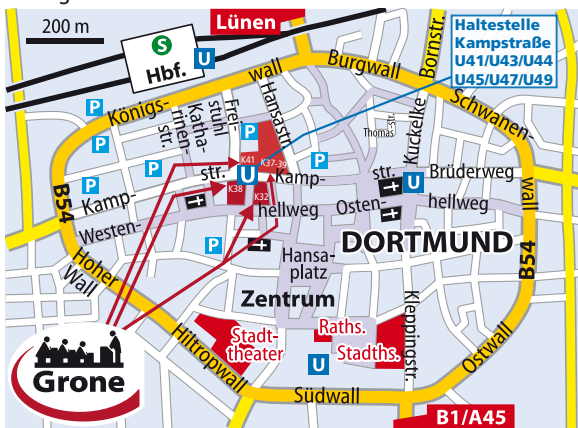 200 m
Lünen
Haltestelle
Kampstraße
U41/U43/U44
U45/U47/U49
S
Hbf.
U
Königs-
wall
Burgwall
Bornstr.
Schwanen-
wall
Katha-
rinen-
str.
Frei-
stuhl
Hansastr.
Thomas
str.
Kuckelke
P
P
P
P
P
P
P
P
K41
K37-39
K38
K32
U
str.
Kamp-
Kamp-
str.
U
Brüderweg
Westen-
hellweg
Osten-
hellweg
B54
B54
DORTMUND
Hansa-
platz
Zentrum
Hoher
Wall
Hiltropwall
Stadt-
theater
Raths.
Stadths.
Kleppingstr.
U
Südwall
Ostwall
Grone
B1/A45